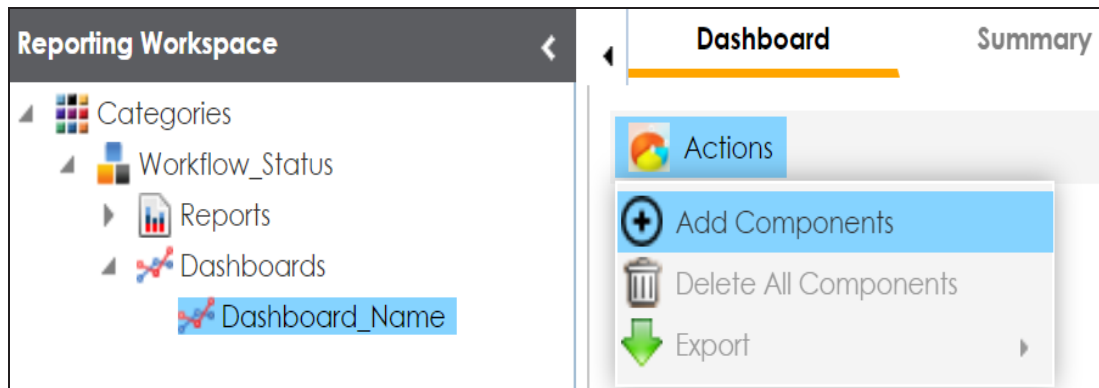 Reporting Workspace
Categories
Workflow_Status
Reports
Dashboards
Dashboard_Name
Dashboard Summary
Actions
Add Components
Delete All Components
Export